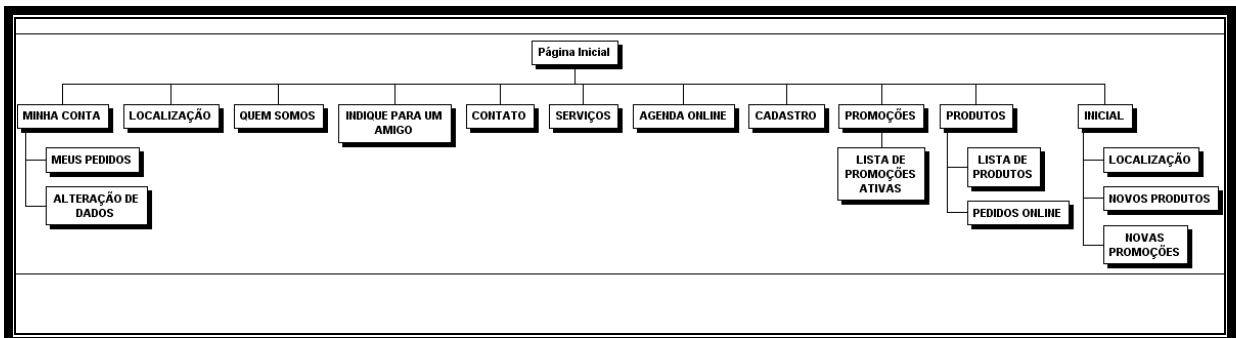 Página Inicial
MINHA CONTA
LOCALIZAÇÃO
QUEM SOMOS
INDIQUE PARA UM
AMIGO
CONTATO
SERVIÇOS
AGENDA ONLINE
CADASTRO
PROMOÇÕES
PRODUTOS
INICIAL
MEUS PEDIDOS
ALTERAÇÃO DE
DADOS
LISTA DE
PROMOÇÕES
ATIVAS
LISTA DE
PRODUTOS
PEDIDOS ONLINE
LOCALIZAÇÃO
NOVOS PRODUTOS
NOVAS
PROMOÇÕES